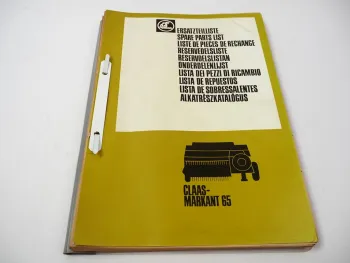 ERSATZTEILLISTE
SPARE PARTS LIST
LISTE DE PIECES DE RECHANGE
RESERVEDELSLISTE
RESERVDELSLISTAN
ONDERDELENLIJST
LISTA DEI PEZZI DI RICAMBIO
LISTA DE REPUESTOS
LISTA DE SOBRESSALENTES
ALKATRÉSZKATALÓGUS
CLAAS-
MARKANT 65